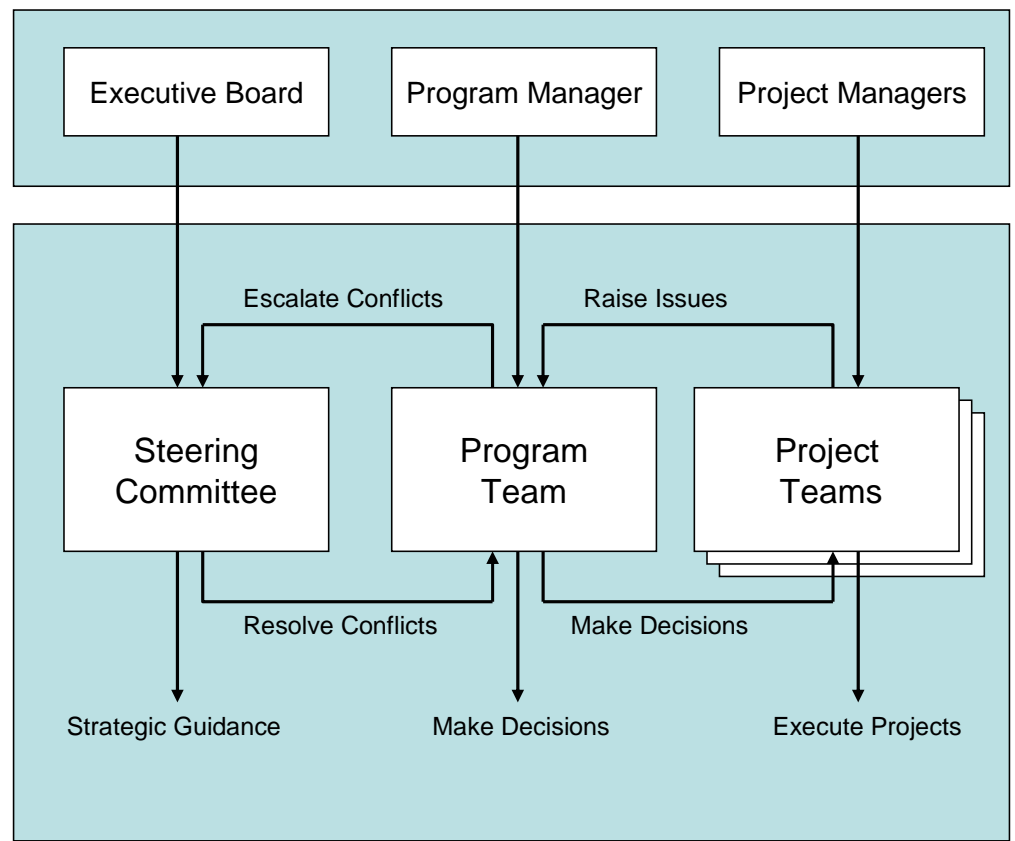 Executive Board
Program Manager
Project Managers
Escalate Conflicts
Raise Issues
Steering
Committee
Program
Team
Project
Teams
Resolve Conflicts
Make Decisions
Strategic Guidance
Make Decisions
Execute Projects